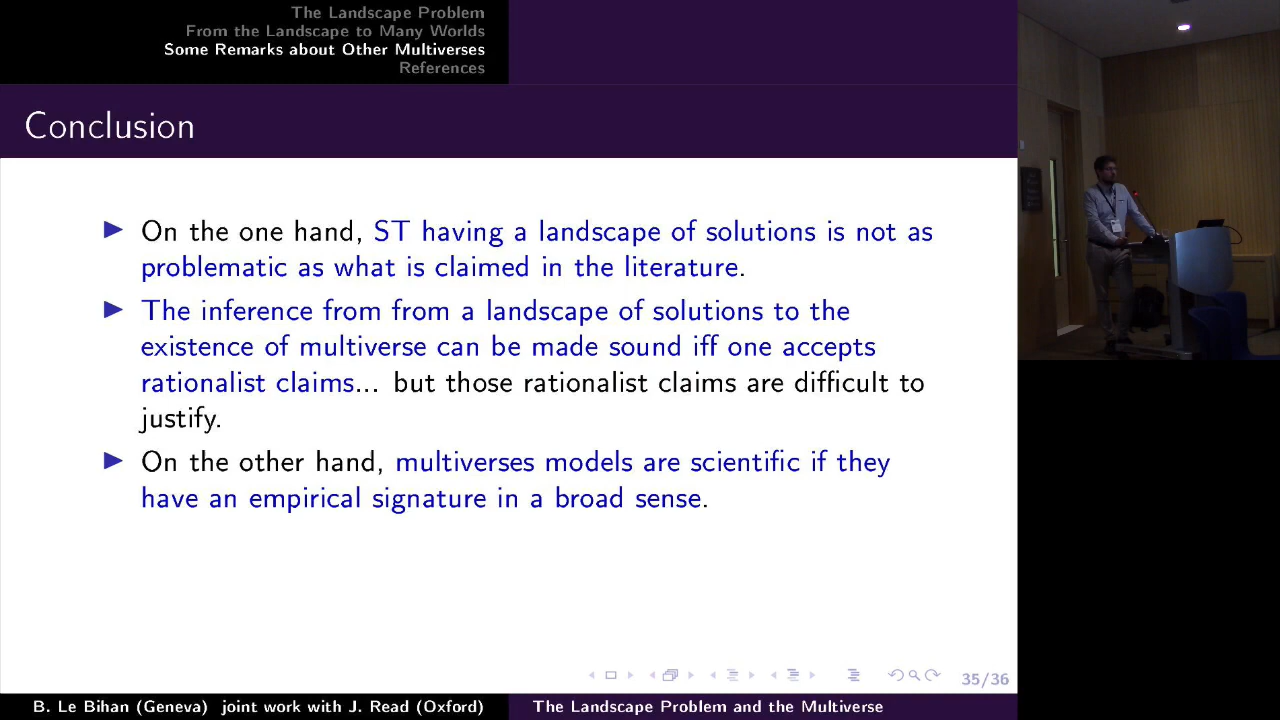 The Landscape Problem
From the Landscape to Many Worlds
Some Remarks about Other Multiverses
References
Conclusion
On the one hand, ST having a landscape of solutions is not as
problematic as what is claimed in the literature.
The inference from from a landscape of solutions to the
existence of multiverse can be made sound iff one accepts
rationalist claims... but those rationalist claims are difficult to
justify.
On the other hand, multiverses models are scientific if they
have an empirical signature in a broad sense.
35/36
B. Le Bihan (Geneva) joint work with J. Read (Oxford)
The Landscape Problem and the Multiverse